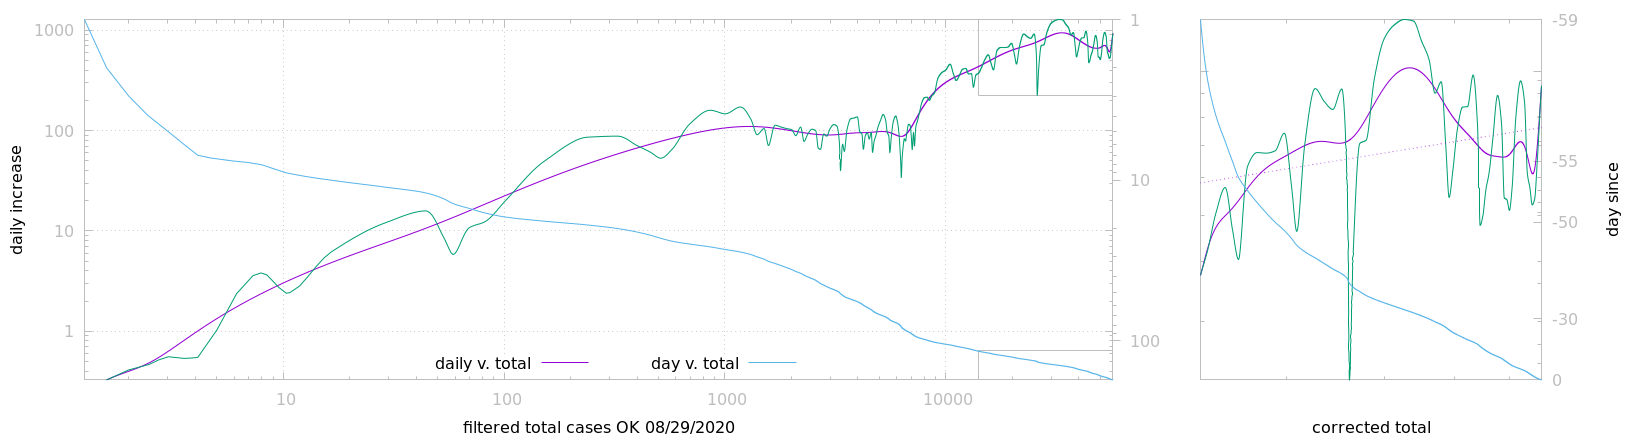 1000
100
10
1
daily increase
1
10
100
daily v. total
day v. total
10
100
1000
10000
filtered total cases OK 08/29/2020
-59
-55
-50
-30
0
day since
corrected total